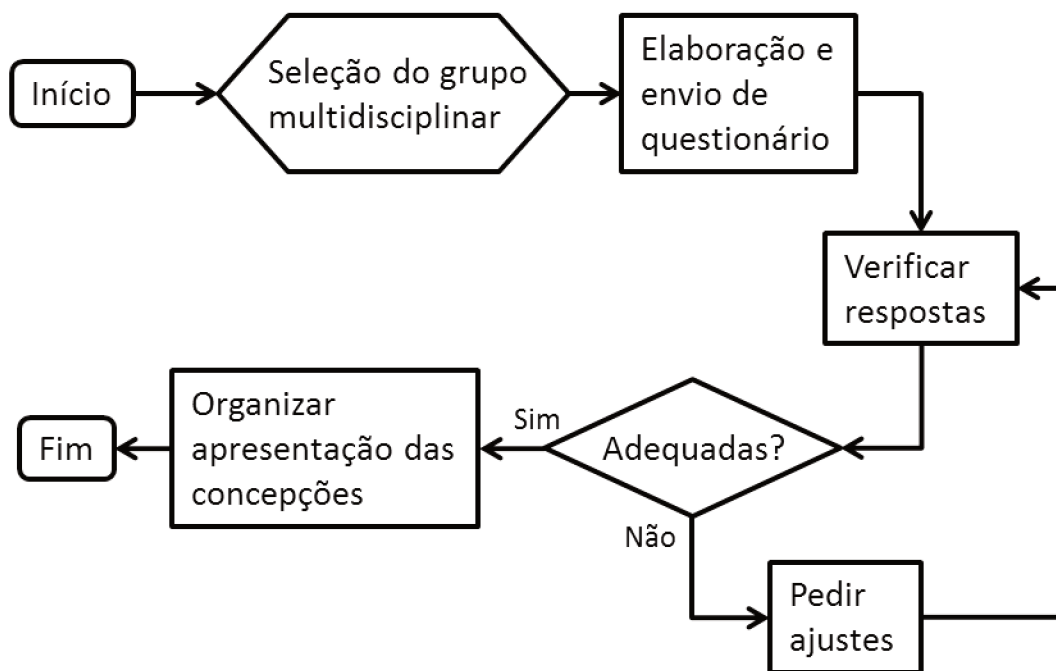 Início
Seleção do grupo
multidisciplinar
Elaboração e
envio de
questionário
Verificar
respostas
Adequadas?
Sim
Organizar
apresentação das
concepções
Fim
Não
Pedir
ajustes